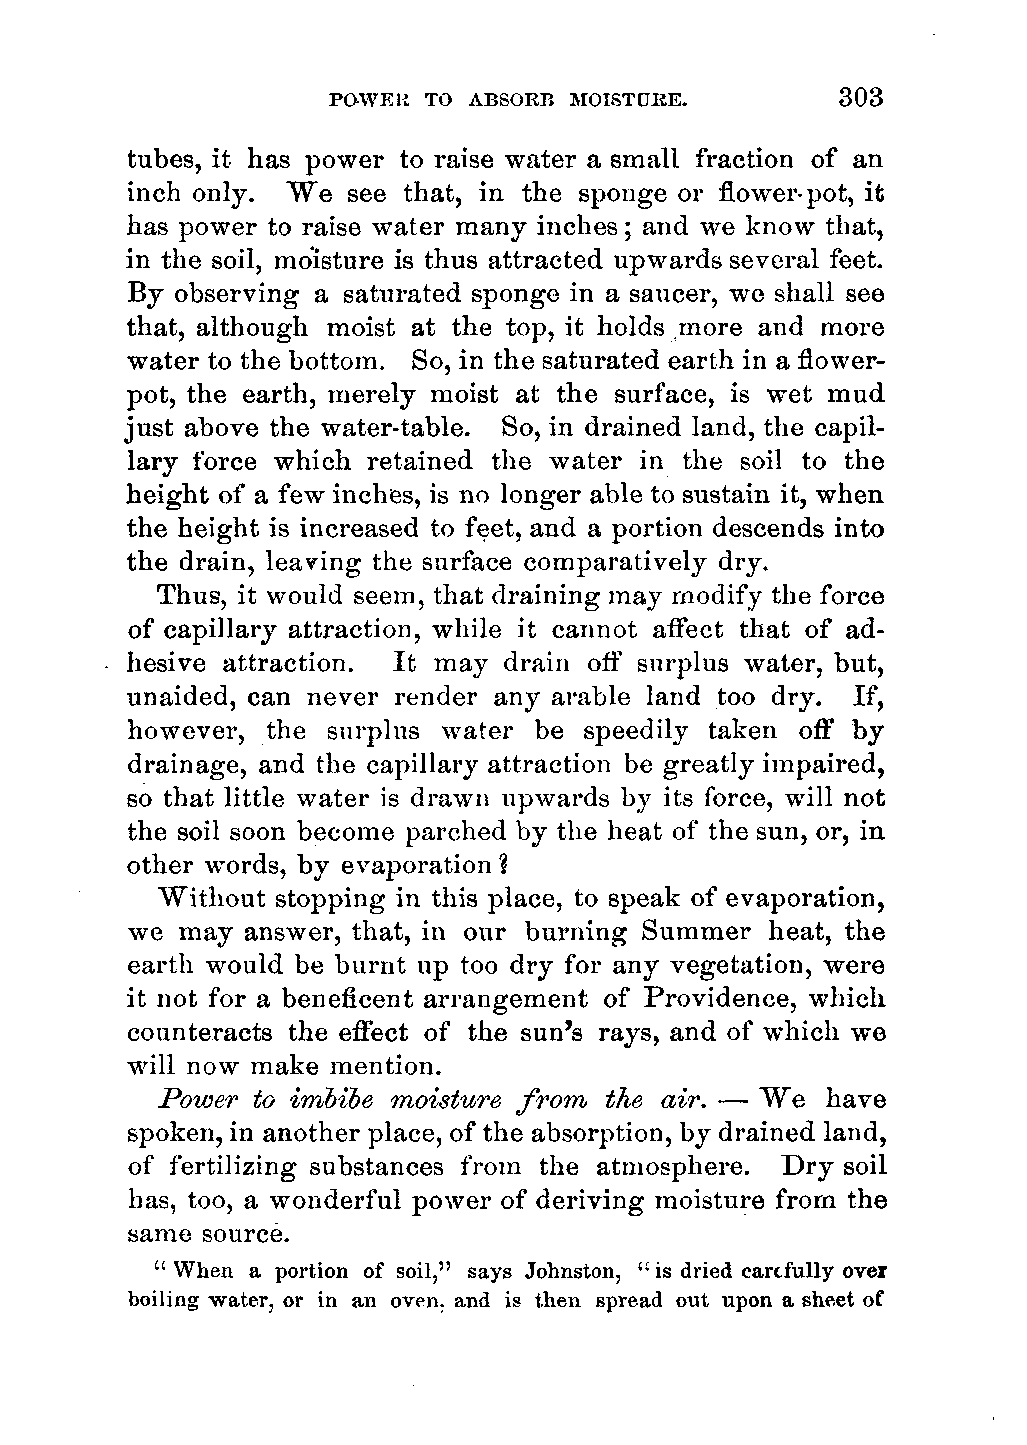 POWER TO ABSORB MOISTURE. 303
tubes, it has power to raise water a small fraction of an
inch only. We see that, in the sponge or flower-pot, it
has power to raise water many inches; and we know that,
in the soil, moisture is thus attracted upwards several feet.
By observing a saturated sponge in a saucer, we shall see
that, although moist at the top, it holds more and more
water to the bottom. So, in the saturated earth in a flower-
pot, the earth, merely moist at the surface, is wet mud
just above the water-table. So, in drained land, the capil-
lary force which retained the water in the soil to the
height of a few inches, is no longer able to sustain it, when
the height is increased to feet, and a portion descends into
the drain, leaving the surface comparatively dry.
Thus, it would seem, that draining may modify the force
of capillary attraction, while it cannot affect that of ad-
hesive attraction. It may drain off surplus water, but,
unaided, can never render any arable land too dry. If,
however, the surplus water be speedily taken off by
drainage, and the capillary attraction be greatly impaired,
so that little water is drawn upwards by its force, will not
the soil soon become parched by the heat of the sun, or, in
other words, by evaporation?
Without stopping in this place, to speak of evaporation,
we may answer, that, in our burning Summer heat, the
earth would be burnt up too dry for any vegetation, were
it not for a beneficent arrangement of Providence, which
counteracts the effect of the sun's rays, and of which we
will now make mention.
Power to imbibe moisture from the air. — We have
spoken, in another place, of the absorption, by drained land,
of fertilizing substances from the atmosphere. Dry soil
has, too, a wonderful power of deriving moisture from the
same source.
"When a portion of soil," says Johnston, "is dried carefully over
boiling water, or in an oven, and is then spread out upon a sheet of